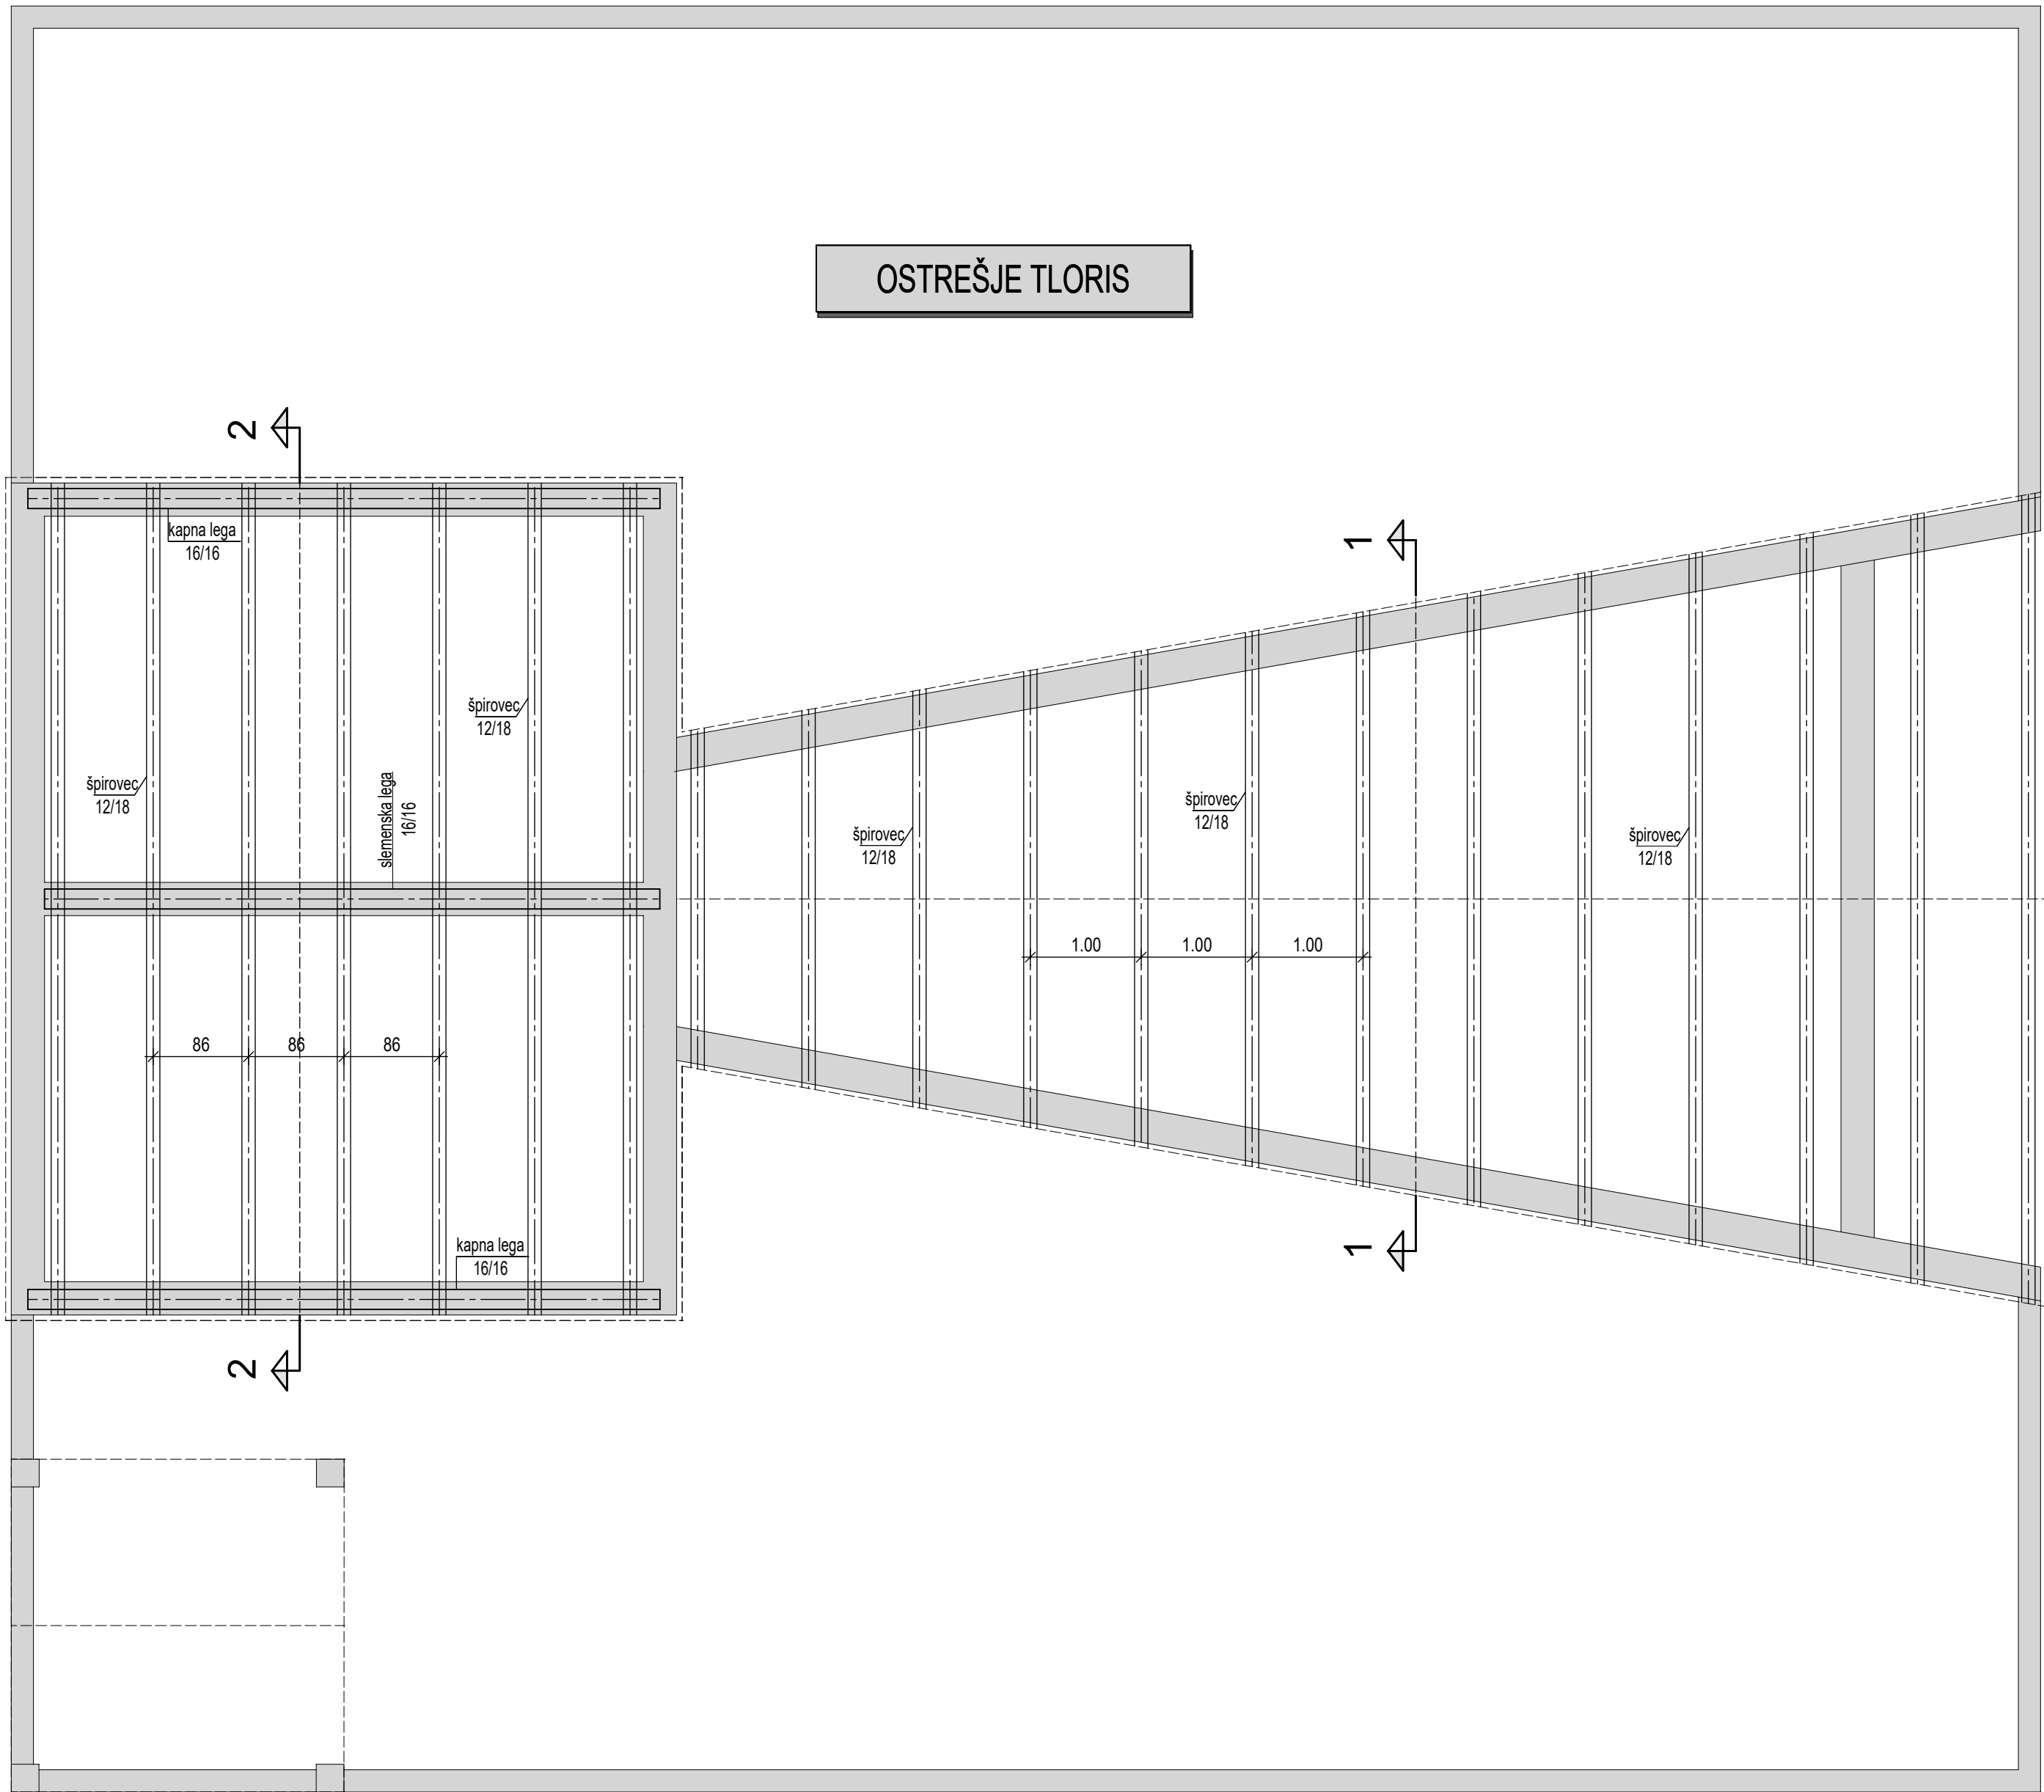 OSTREŠJE TLORIS
2
kapna lega
16/16
1
špirovec
12/18
špirovec
12/18
slemenska lega
16/16
špirovec
12/18
špirovec
12/18
špirovec
12/18
1.00
1.00
1.00
86
86
86
kapna lega
16/16
1
2